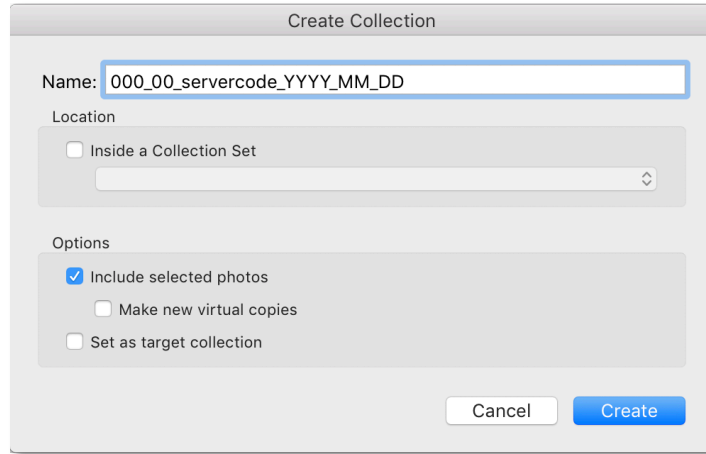 Create Collection
Name: 000_00_servercode_YYYY_MM_DD
Location
Inside a Collection Set
Options
Include selected photos
Make new virtual copies
Set as target collection
Cancel Create